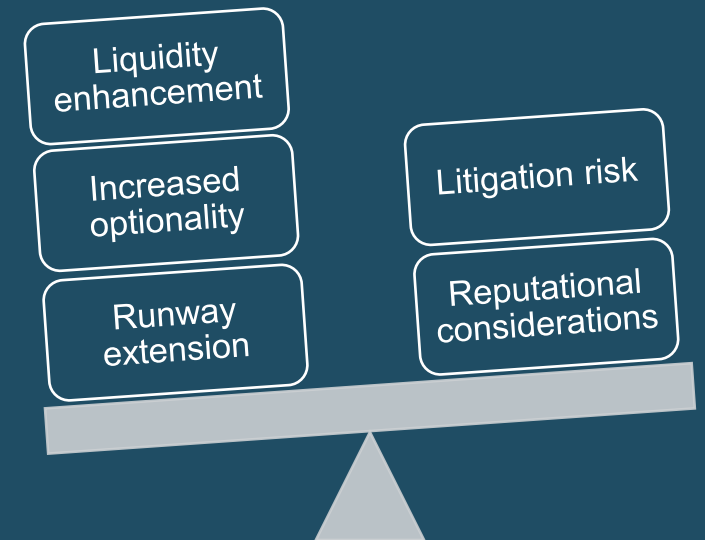 Liquidity
enhancement
Increased
optionality
Runway
extension
Litigation risk
Reputational
considerations